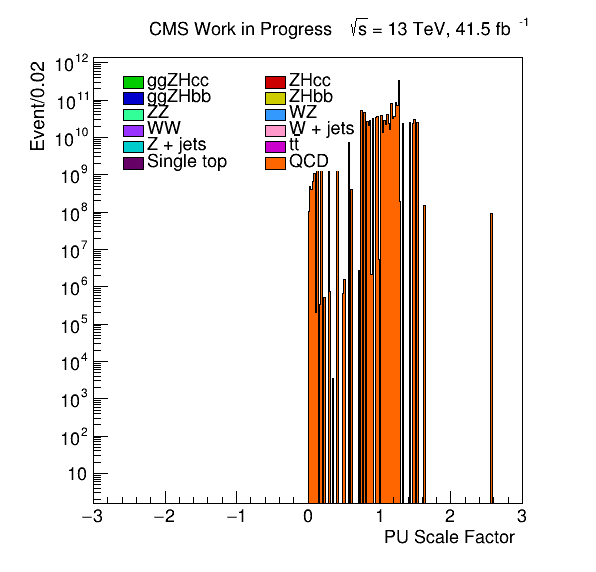 CMS Work in Progress √s = 13 TeV, 41.5 fb⁻¹
Event/0.02
10¹²
10¹¹
10¹⁰
10⁹
10⁸
10⁷
10⁶
10⁵
10⁴
10³
10²
10
ggZHcc ZHcc
ggZHbb ZHbb
ZZ WZ
WW W + jets
Z + jets tt
Single top QCD
−3 −2 −1 0 1 2 3
PU Scale Factor